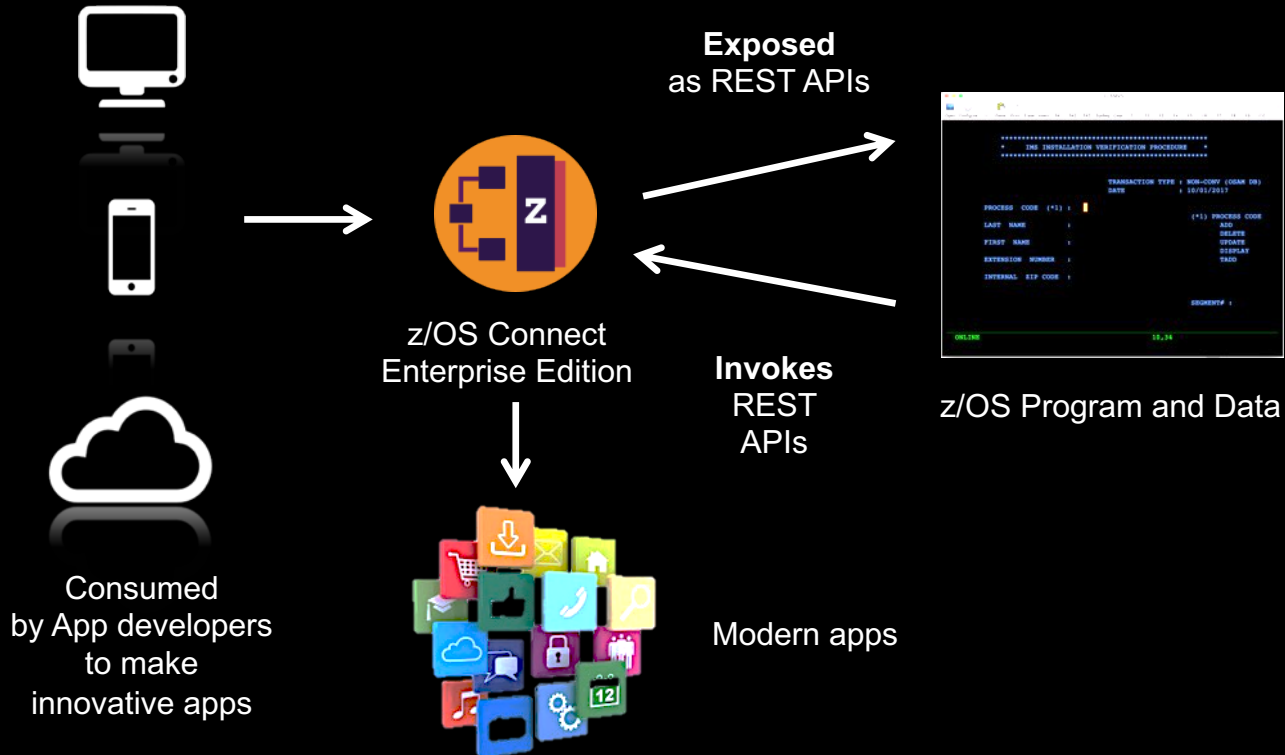 Exposed
as REST APIs
z
z/OS Connect
Enterprise Edition
Invokes
REST
APIs
**************************************************
* IMS INSTALLATION VERIFICATION PROCEDURE *
**************************************************
TRANSACTION TYPE : NON-CONV (OSAM DB)
DATE : 10/01/2017
PROCESS CODE (*1) :
(*1) PROCESS CODE
ADD
DELETE
UPDATE
DISPLAY
TADD
LAST NAME :
FIRST NAME :
EXTENSION NUMBER :
INTERNAL ZIP CODE :
SEGMENT# :
ONLINE
z/OS Program and Data
Consumed
by App developers
to make
innovative apps
12
Modern apps